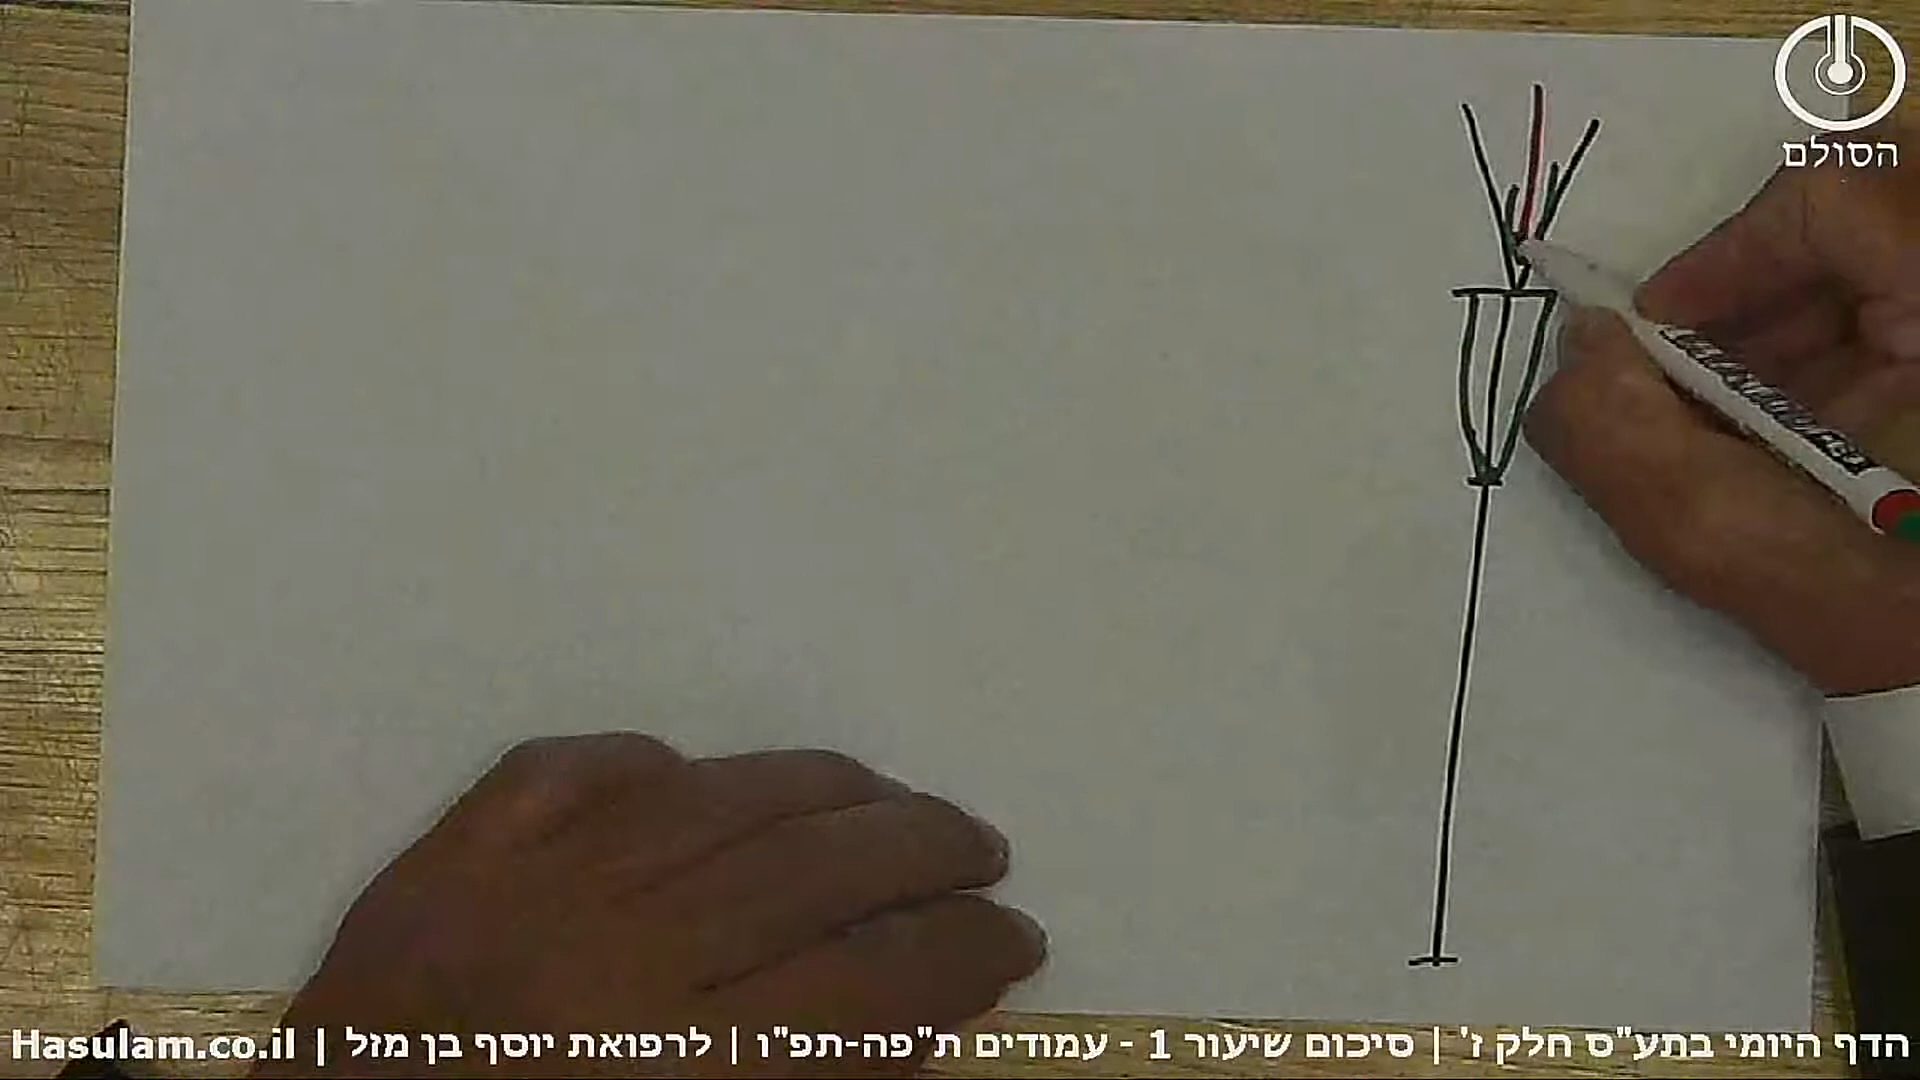 הסולם
הדף היומי בתע"ס חלק ז' | סיכום שיעור 1 - עמודים ת"פה-תפ"ו | לרפואת יוסף בן מזל | Hasulam.co.il